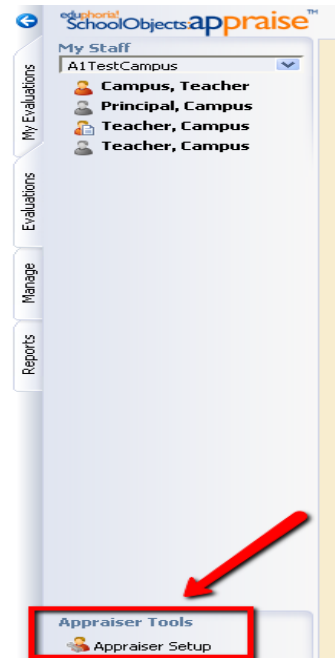 eduphoria!
SchoolObjects:appraise™
My Staff
A1TestCampus
Campus, Teacher
Principal, Campus
Teacher, Campus
Teacher, Campus
My Evaluations
Evaluations
Manage
Reports
Appraiser Tools
Appraiser Setup